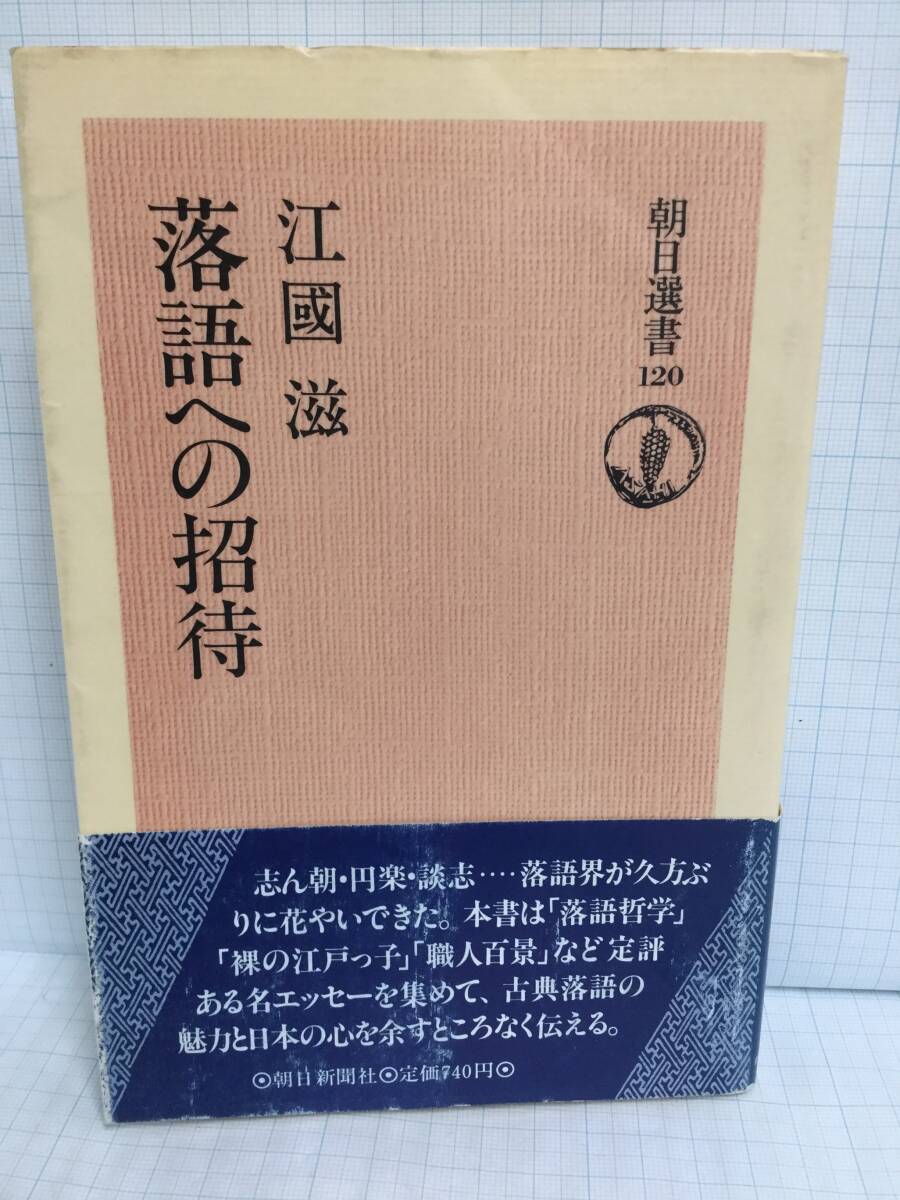 朝日選書
120
ASAHI
江國 滋
落語への招待
志ん朝・円楽・談志‥‥落語界が久方ぶ
りに花やいできた。本書は「落語哲学」
「裸の江戸っ子」「職人百景」など定評
ある名エッセーを集めて、古典落語の
魅力と日本の心を余すところなく伝える。
◉朝日新聞社◉定価740円◉